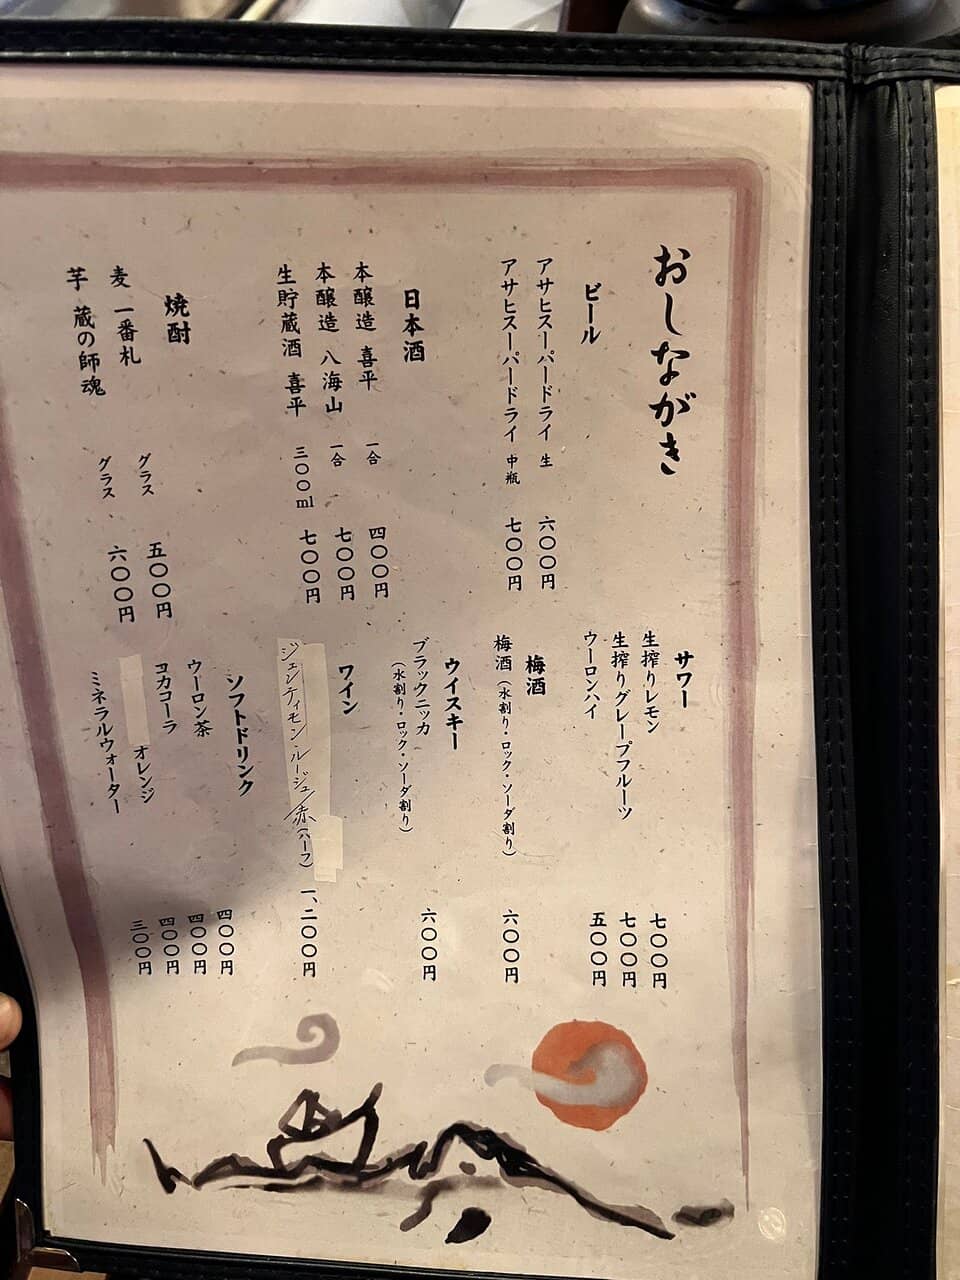 おしながき
ビール
アサヒスーパードライ 生 六〇〇円
アサヒスーパードライ 中瓶 七〇〇円
日本酒
本醸造 喜平 一合 四〇〇円
本醸造 八海山 一合 七〇〇円
生貯蔵酒 喜平 三〇〇ml 七〇〇円
焼酎
麦 一番札 グラス 五〇〇円
芋 蔵の師魂 グラス 六〇〇円
サワー
生搾りレモン 七〇〇円
生搾りグレープフルーツ 七〇〇円
ウーロンハイ 五〇〇円
梅酒
梅酒（水割り・ロック・ソーダ割り） 六〇〇円
ウイスキー
ブラックニッカ 六〇〇円
（水割り・ロック・ソーダ割り）
ワイン
ジェンティモン・ルージュ/赤（ハーフ） 一、二〇〇円
ソフトドリンク
ウーロン茶 四〇〇円
コカコーラ 四〇〇円
オレンジ 四〇〇円
ミネラルウォーター 三〇〇円